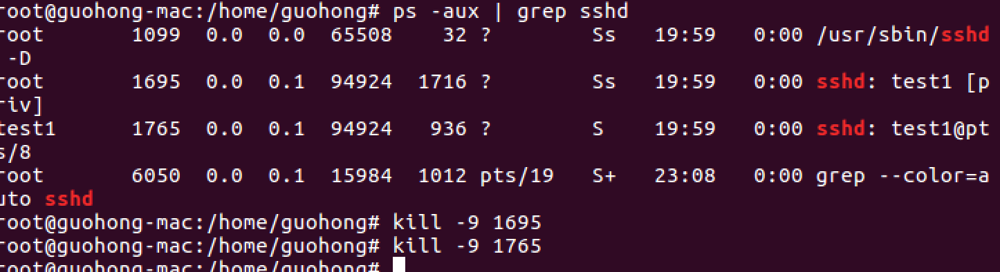 root@guohong-mac:/home/guohong# ps -aux | grep sshd
root 1099 0.0 0.0 65508 32 ? Ss 19:59 0:00 /usr/sbin/sshd
-D
root 1695 0.0 0.1 94924 1716 ? Ss 19:59 0:00 sshd: test1 [p
riv]
test1 1765 0.0 0.1 94924 936 ? S 19:59 0:00 sshd: test1@pt
s/8
root 6050 0.0 0.1 15984 1012 pts/19 S+ 23:08 0:00 grep --color=a
uto sshd
root@guohong-mac:/home/guohong# kill -9 1695
root@guohong-mac:/home/guohong# kill -9 1765
root@guohong-mac:/home/guohong#